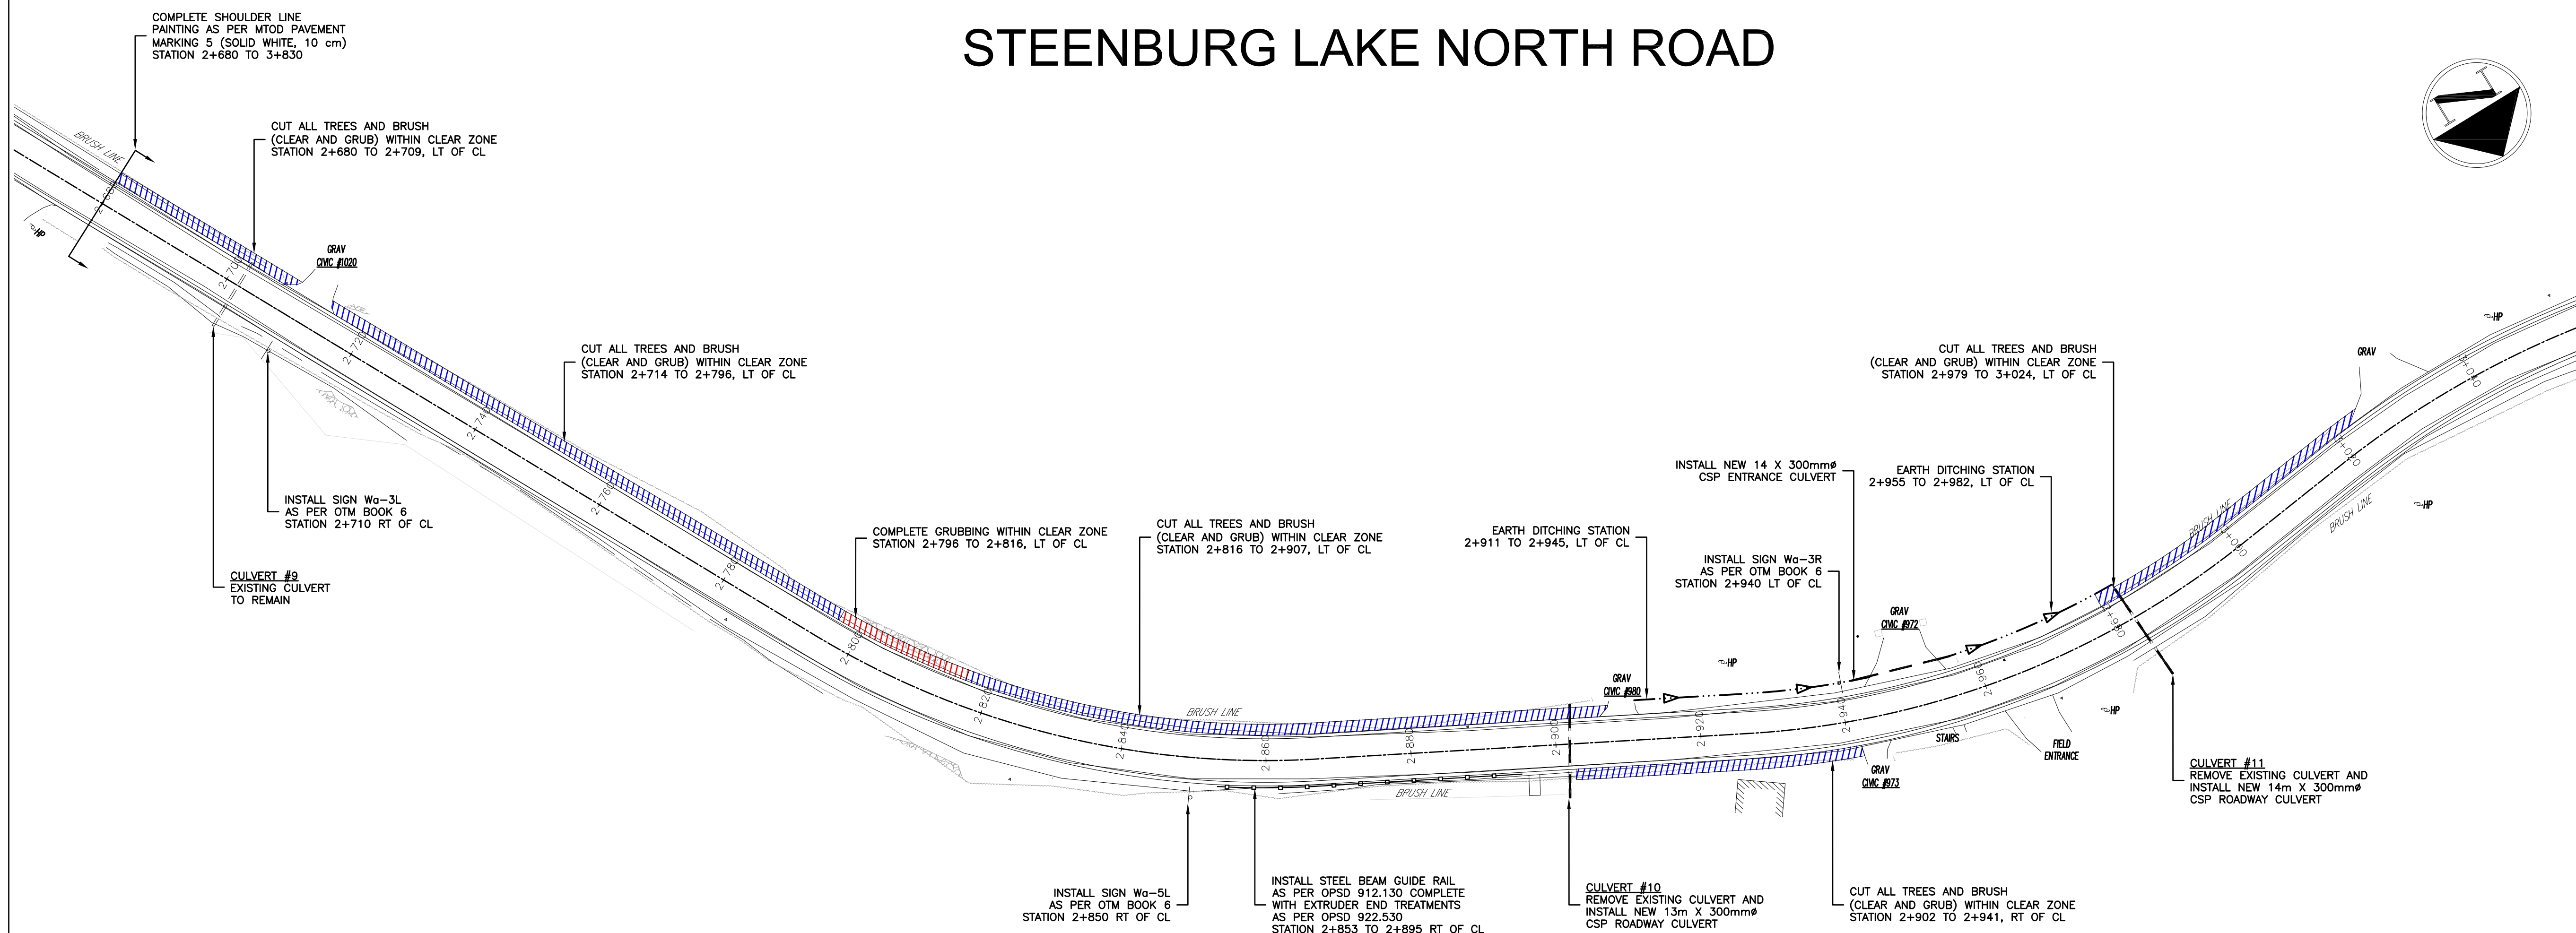 STEENBURG LAKE NORTH ROAD
COMPLETE SHOULDER LINE
PAINTING AS PER MTOD PAVEMENT
MARKING 5 (SOLID WHITE, 10 cm)
STATION 2+680 TO 3+830
BRUSH LINE
CUT ALL TREES AND BRUSH
(CLEAR AND GRUB) WITHIN CLEAR ZONE
STATION 2+680 TO 2+709, LT OF CL
HP
2+680
2+700
GRAV
CIVIC #1020
2+720
CUT ALL TREES AND BRUSH
(CLEAR AND GRUB) WITHIN CLEAR ZONE
STATION 2+714 TO 2+796, LT OF CL
2+740
2+760
2+780
INSTALL SIGN Wa-3L
AS PER OTM BOOK 6
STATION 2+710 RT OF CL
CULVERT #9
EXISTING CULVERT
TO REMAIN
COMPLETE GRUBBING WITHIN CLEAR ZONE
STATION 2+796 TO 2+816, LT OF CL
2+800
2+820
CUT ALL TREES AND BRUSH
(CLEAR AND GRUB) WITHIN CLEAR ZONE
STATION 2+816 TO 2+907, LT OF CL
BRUSH LINE
2+840
2+860
2+880
2+900
BRUSH LINE
INSTALL SIGN Wa-5L
AS PER OTM BOOK 6
STATION 2+850 RT OF CL
INSTALL STEEL BEAM GUIDE RAIL
AS PER OPSD 912.130 COMPLETE
WITH EXTRUDER END TREATMENTS
AS PER OPSD 922.530
STATION 2+853 TO 2+895 RT OF CL
CULVERT #10
REMOVE EXISTING CULVERT AND
INSTALL NEW 13m X 300mmø
CSP ROADWAY CULVERT
EARTH DITCHING STATION
2+911 TO 2+945, LT OF CL
GRAV
CIVIC #980
HP
2+920
2+940
INSTALL NEW 14 X 300mmø
CSP ENTRANCE CULVERT
INSTALL SIGN Wa-3R
AS PER OTM BOOK 6
STATION 2+940 LT OF CL
GRAV
CIVIC #972
2+960
EARTH DITCHING STATION
2+955 TO 2+982, LT OF CL
CUT ALL TREES AND BRUSH
(CLEAR AND GRUB) WITHIN CLEAR ZONE
STATION 2+979 TO 3+024, LT OF CL
2+980
GRAV
CIVIC #973
STAIRS
FIELD
ENTRANCE
HP
CUT ALL TREES AND BRUSH
(CLEAR AND GRUB) WITHIN CLEAR ZONE
STATION 2+902 TO 2+941, RT OF CL
CULVERT #11
REMOVE EXISTING CULVERT AND
INSTALL NEW 14m X 300mmø
CSP ROADWAY CULVERT
BRUSH LINE
3+000
3+020
BRUSH LINE
GRAV
3+040
HP
HP
N